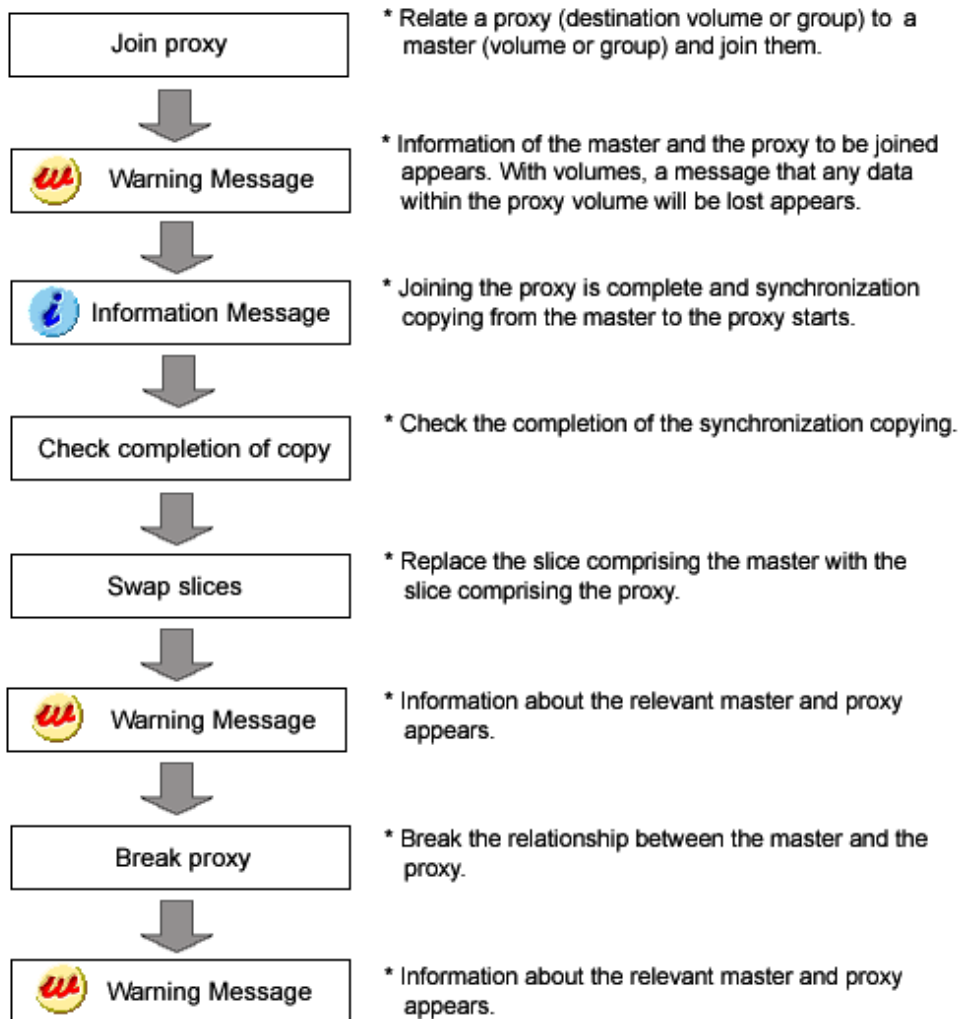 Join proxy
* Relate a proxy (destination volume or group) to a
master (volume or group) and join them.
Warning Message
* Information of the master and the proxy to be joined
appears. With volumes, a message that any data
within the proxy volume will be lost appears.
Information Message
* Joining the proxy is complete and synchronization
copying from the master to the proxy starts.
Check completion of copy
* Check the completion of the synchronization copying.
Swap slices
* Replace the slice comprising the master with the
slice comprising the proxy.
Warning Message
* Information about the relevant master and proxy
appears.
Break proxy
* Break the relationship between the master and the
proxy.
Warning Message
* Information about the relevant master and proxy
appears.